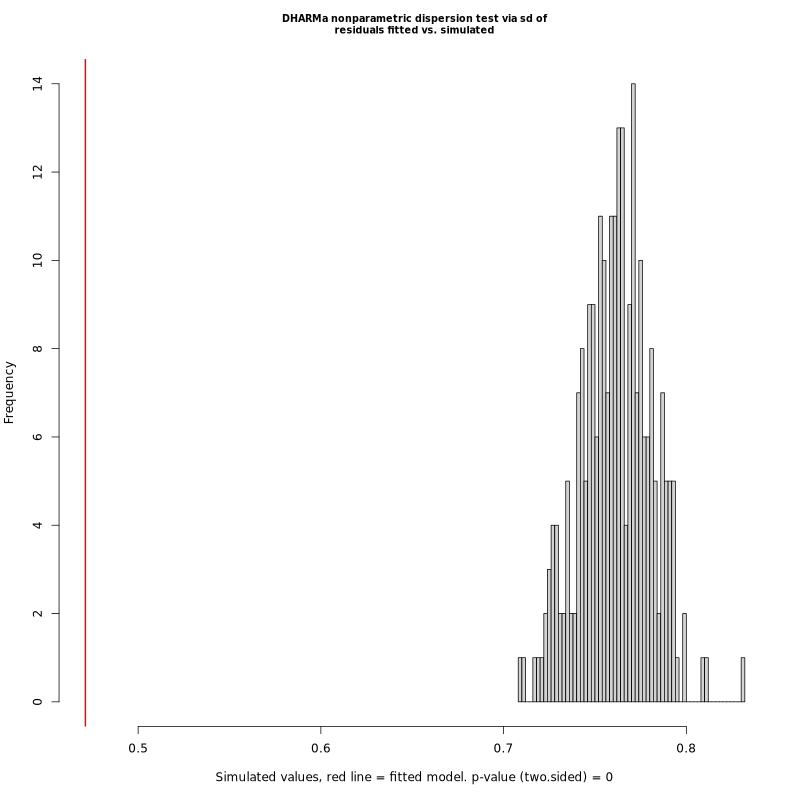 DHARMa nonparametric dispersion test via sd of
residuals fitted vs. simulated
Frequency
14
12
10
8
6
4
2
0
0.5 0.6 0.7 0.8
Simulated values, red line = fitted model. p-value (two.sided) = 0